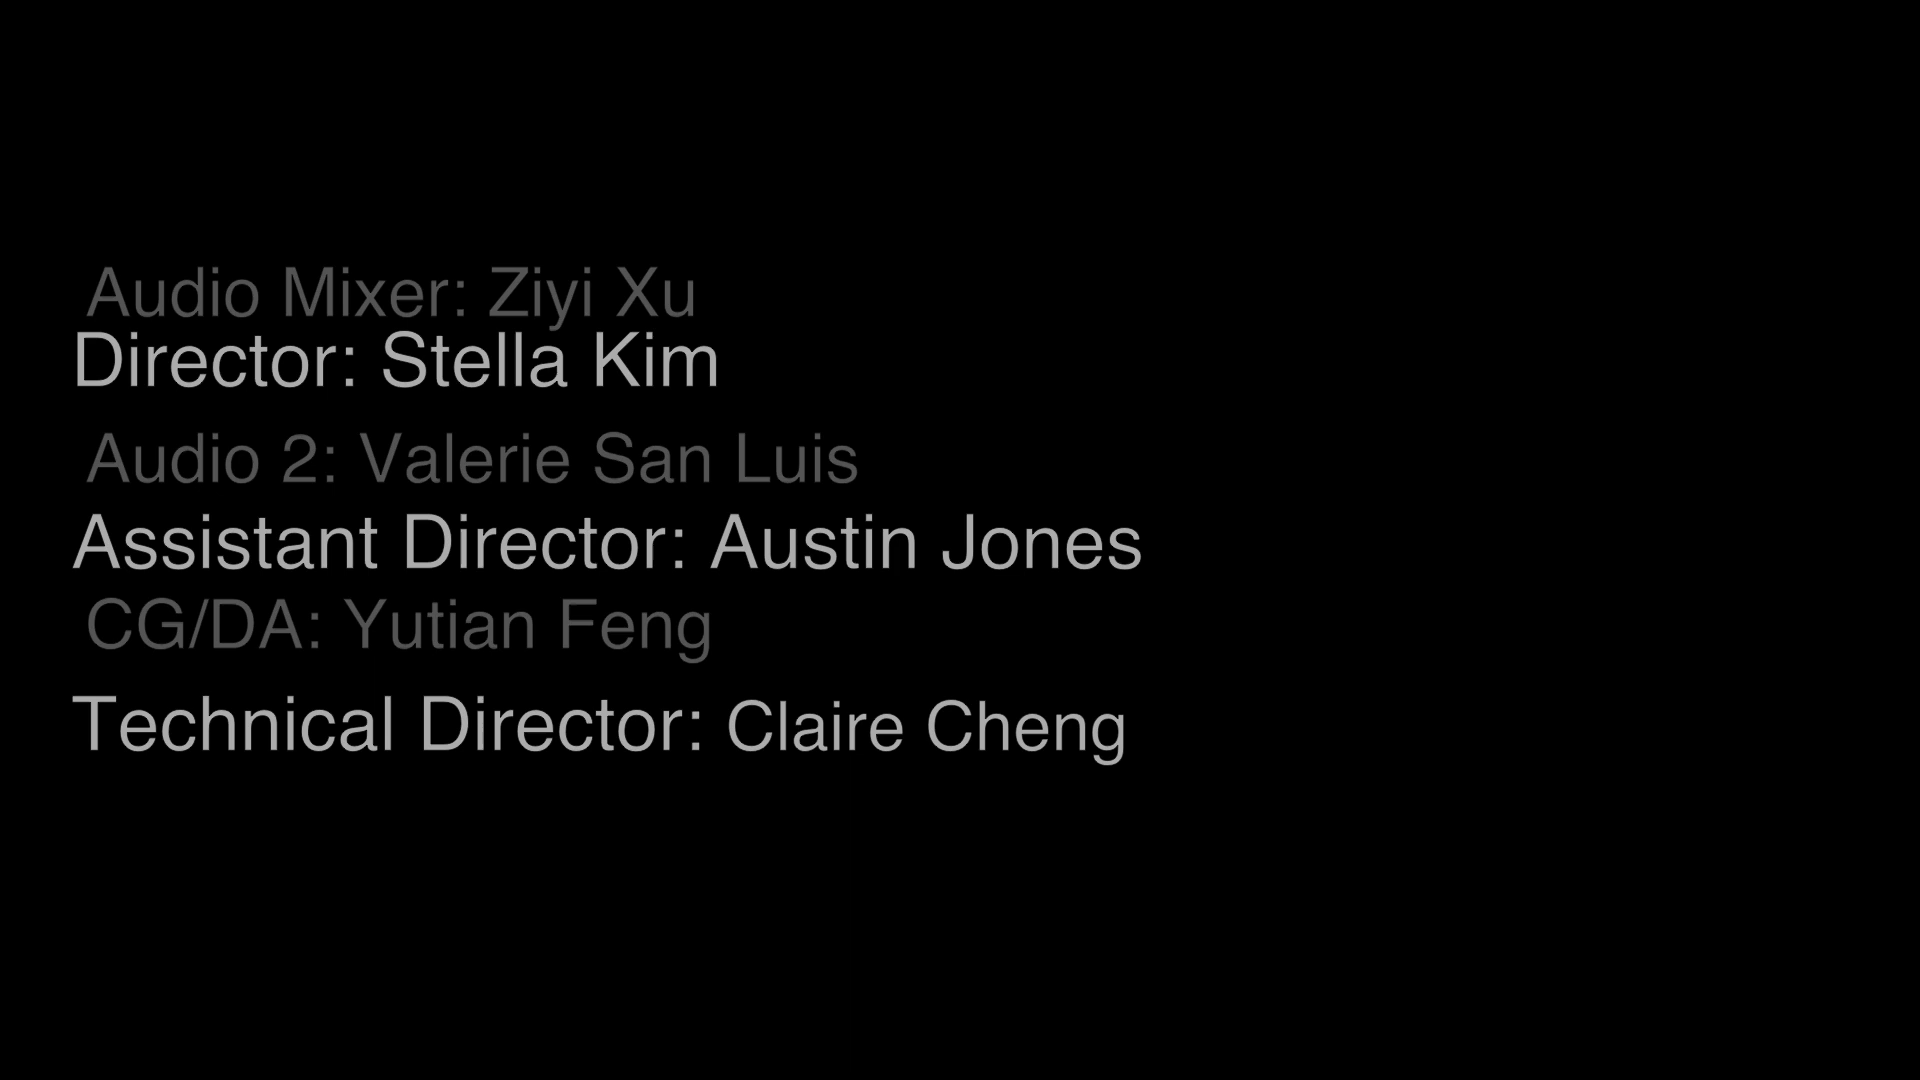 Audio Mixer: Ziyi Xu
Director: Stella Kim
Audio 2: Valerie San Luis
Assistant Director: Austin Jones
CG/DA: Yutian Feng
Technical Director: Claire Cheng